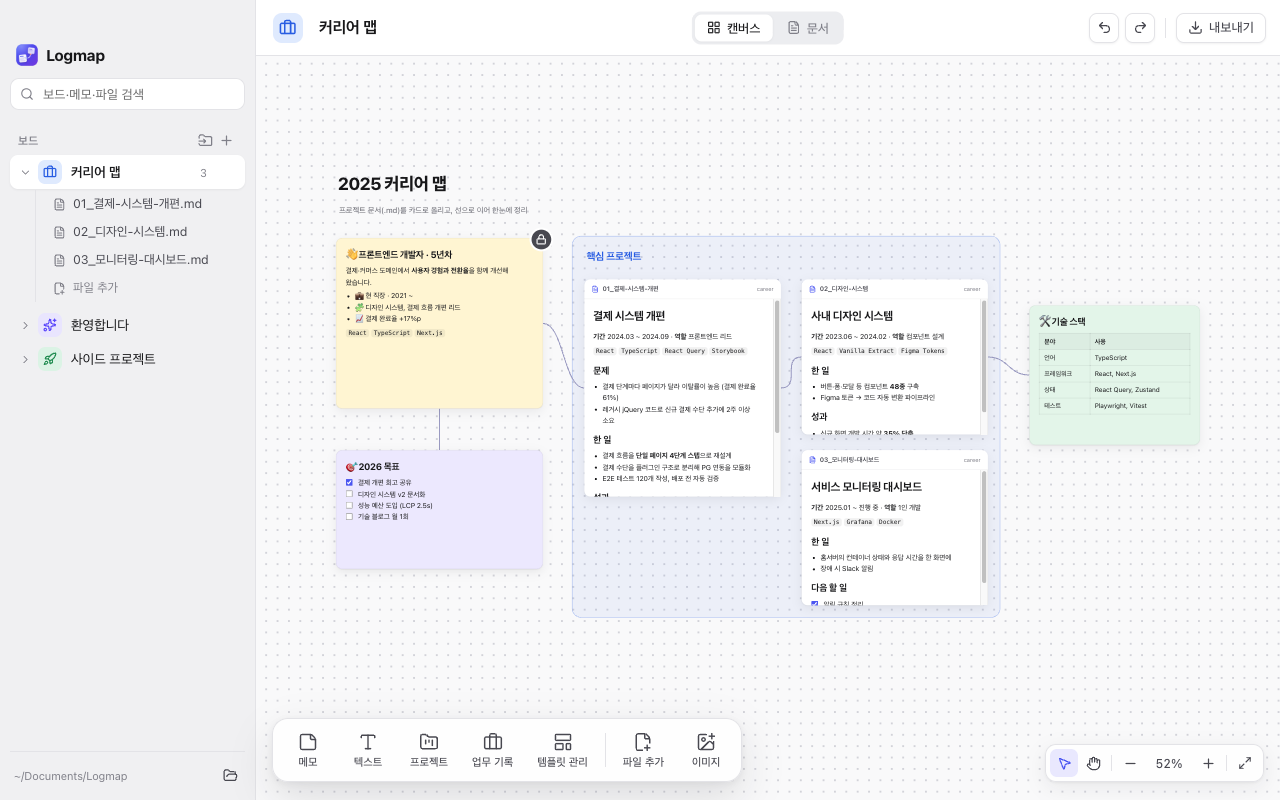 Logmap
보드·메모·파일 검색
보드
커리어 맵 3
01_결제-시스템-개편.md
02_디자인-시스템.md
03_모니터링-대시보드.md
파일 추가
환영합니다
사이드 프로젝트
~/Documents/Logmap
커리어 맵
캔버스
문서
내보내기
2025 커리어 맵
프로젝트 문서(.md)를 카드로 올리고, 선으로 이어 한눈에 정리.
👋프론트엔드 개발자 · 5년차
결제·커머스 도메인에서 사용자 경험과 전환율을 함께 개선해
왔습니다.
💼 현 직장 · 2021 ~
🧩 디자인 시스템, 결제 흐름 개편 리드
📈 결제 완료율 +17%p
React TypeScript Next.js
🎯2026 목표
결제 개편 회고 공유
디자인 시스템 v2 문서화
성능 예산 도입 (LCP 2.5s)
기술 블로그 월 1회
핵심 프로젝트
01_결제-시스템-개편 career
결제 시스템 개편
기간 2024.03 ~ 2024.09 · 역할 프론트엔드 리드
React TypeScript React Query Storybook
문제
결제 단계마다 페이지가 달라 이탈률이 높음 (결제 완료율
61%)
레거시 jQuery 코드로 신규 결제 수단 추가에 2주 이상
소요
한 일
결제 흐름을 단일 페이지 4단계 스텝으로 재설계
결제 수단을 플러그인 구조로 분리해 PG 연동을 모듈화
E2E 테스트 120개 작성, 배포 전 자동 검증
성과
02_디자인-시스템 career
사내 디자인 시스템
기간 2023.06 ~ 2024.02 · 역할 컴포넌트 설계
React Vanilla Extract Figma Tokens
한 일
버튼·폼·모달 등 컴포넌트 48종 구축
Figma 토큰 → 코드 자동 변환 파이프라인
성과
신규 화면 개발 시간 약 35% 단축
03_모니터링-대시보드 career
서비스 모니터링 대시보드
기간 2025.01 ~ 진행 중 · 역할 1인 개발
Next.js Grafana Docker
한 일
홈서버의 컨테이너 상태와 응답 시간을 한 화면에
장애 시 Slack 알림
다음 할 일
알림 규칙 정리
🛠️기술 스택
분야 사용
언어 TypeScript
프레임워크 React, Next.js
상태 React Query, Zustand
테스트 Playwright, Vitest
메모
텍스트
프로젝트
업무 기록
템플릿 관리
파일 추가
이미지
52%